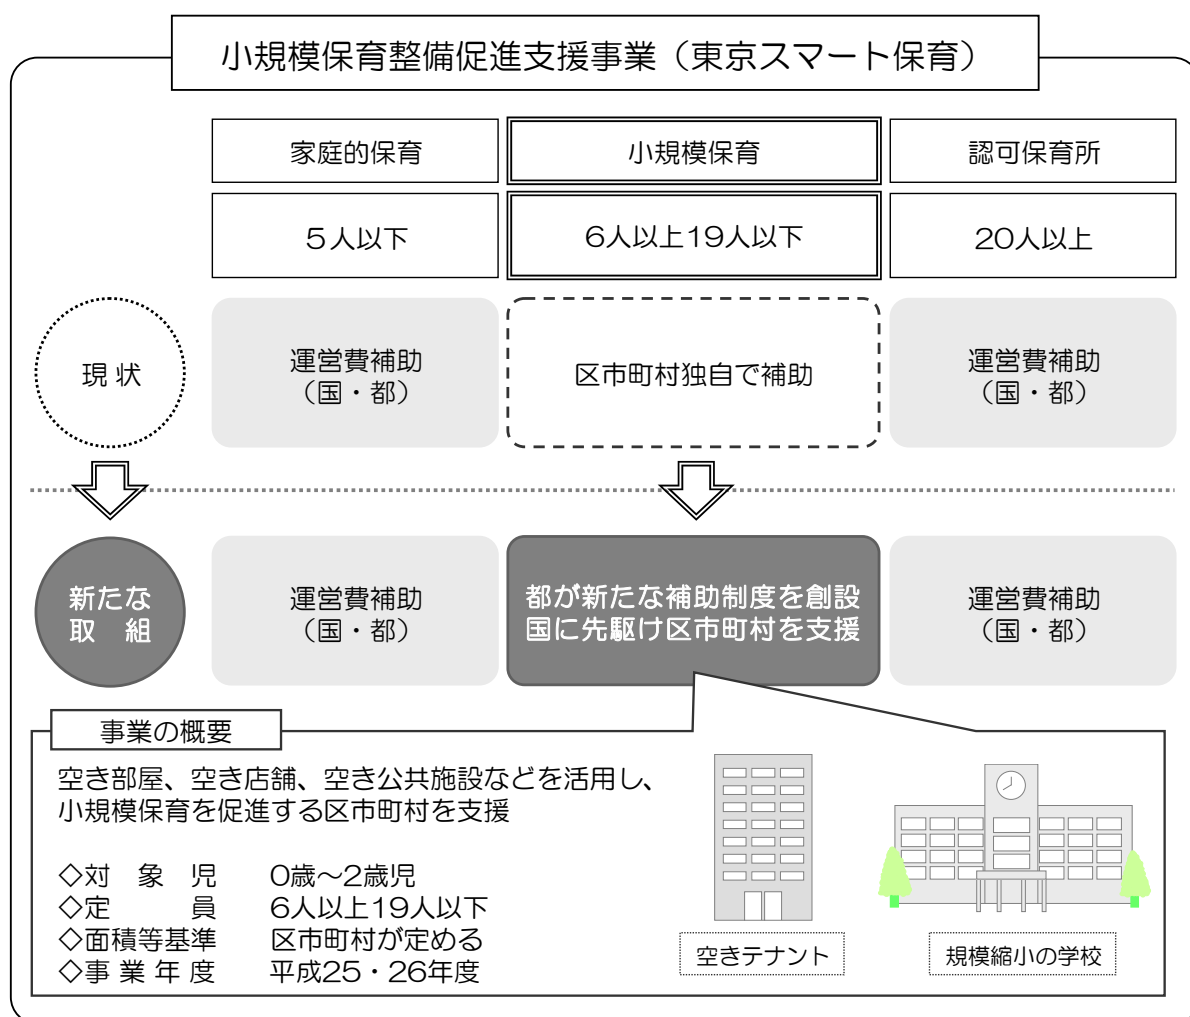 小規模保育整備促進支援事業（東京スマート保育）
家庭的保育
小規模保育
認可保育所
５人以下
6人以上19人以下
20人以上
現 状
運営費補助
（国・都）
区市町村独自で補助
運営費補助
（国・都）
新たな
取　組
運営費補助
（国・都）
都が新たな補助制度を創設
国に先駆け区市町村を支援
運営費補助
（国・都）
事業の概要
空き部屋、空き店舗、空き公共施設などを活用し、
小規模保育を促進する区市町村を支援
◇対　象　児　　0歳～2歳児
◇定　　　員　　6人以上19人以下
◇面積等基準　　区市町村が定める
◇事 業 年 度　　平成25・26年度
空きテナント
規模縮小の学校